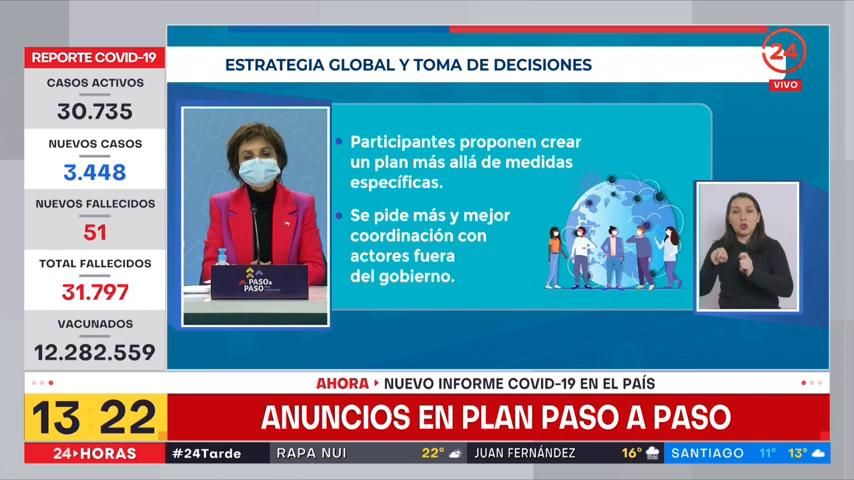 REPORTE COVID-19
CASOS ACTIVOS
30.735
NUEVOS CASOS
3.448
NUEVOS FALLECIDOS
51
TOTAL FALLECIDOS
31.797
VACUNADOS
12.282.559
24
VIVO
ESTRATEGIA GLOBAL Y TOMA DE DECISIONES
• Participantes proponen crear
un plan más allá de medidas
específicas.
• Se pide más y mejor
coordinación con
actores fuera
del gobierno.
PASO a
PASO
AHORA NUEVO INFORME COVID-19 EN EL PAÍS
13 22
ANUNCIOS EN PLAN PASO A PASO
24 HORAS
#24Tarde
RAPA NUI 22°
JUAN FERNÁNDEZ 16°
SANTIAGO 11° 13°